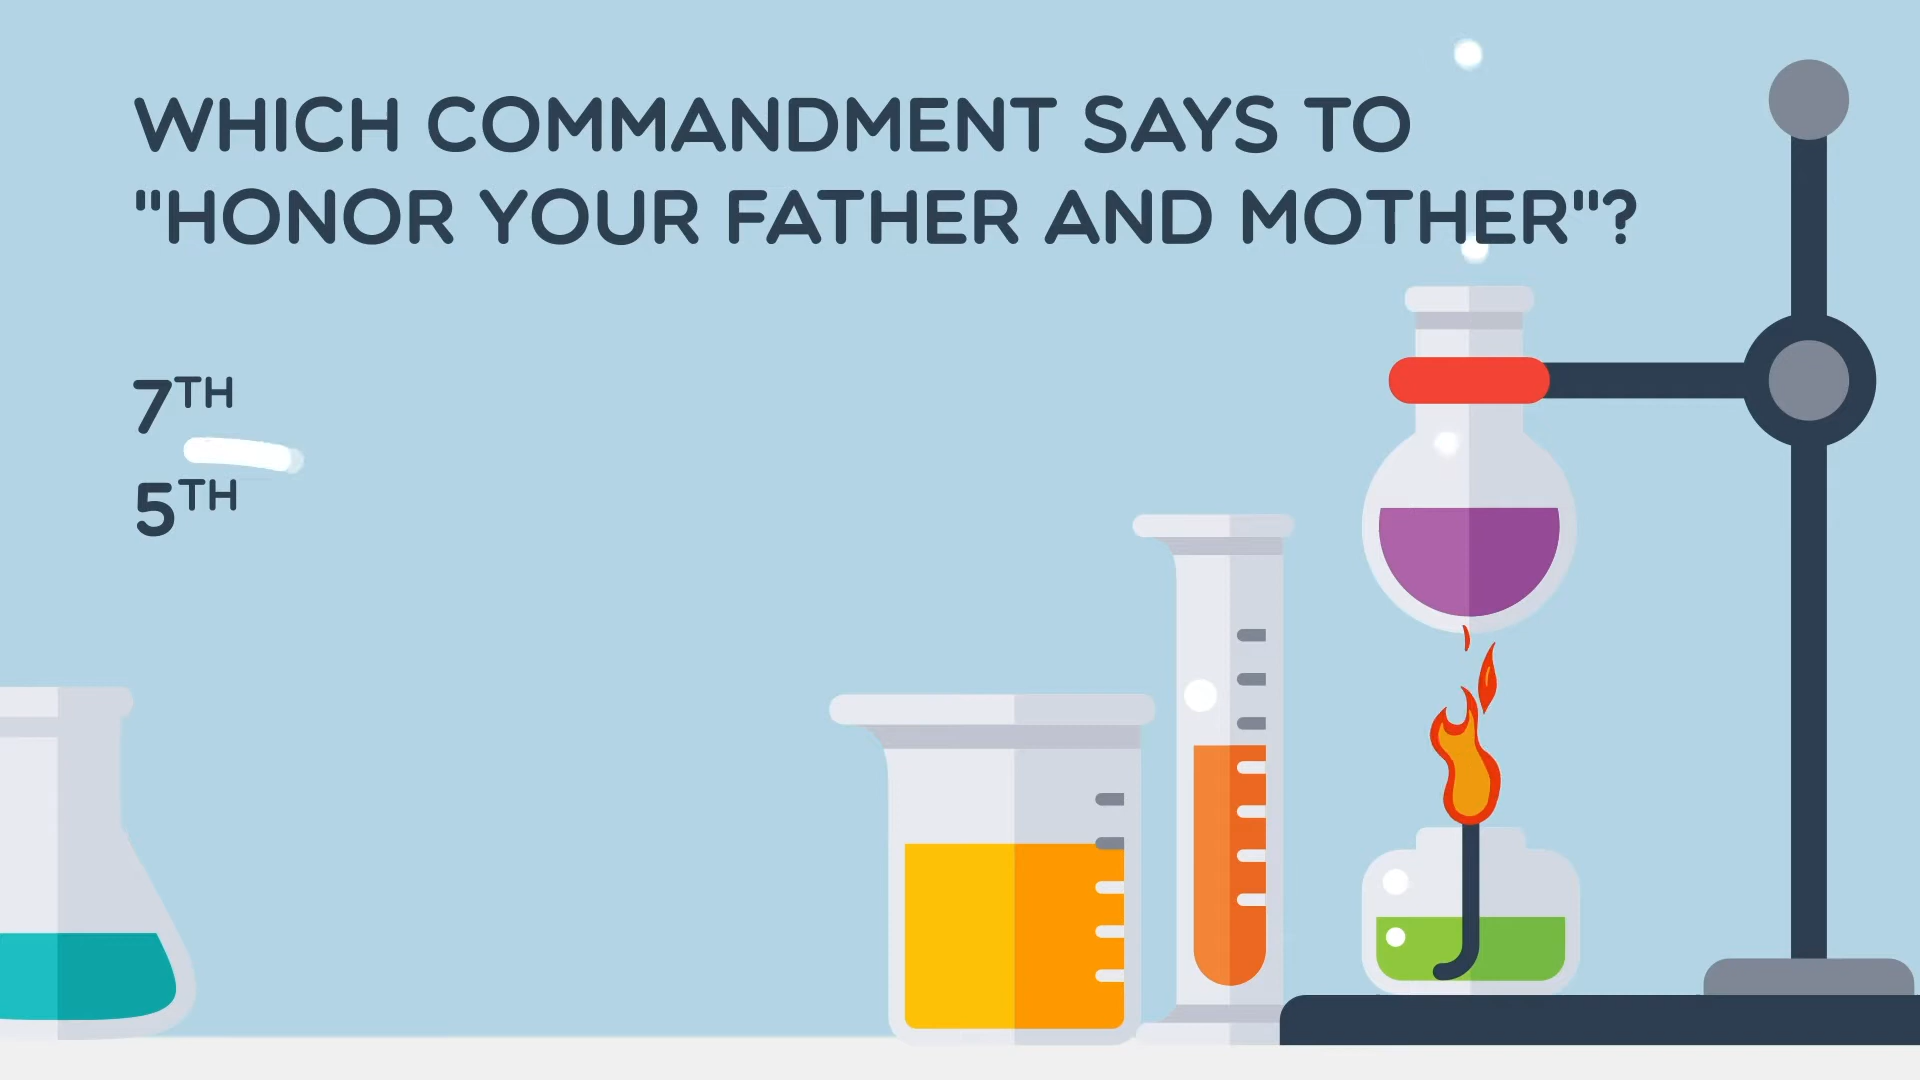 WHICH COMMANDMENT SAYS TO
"HONOR YOUR FATHER AND MOTHER"?
7TH
5TH